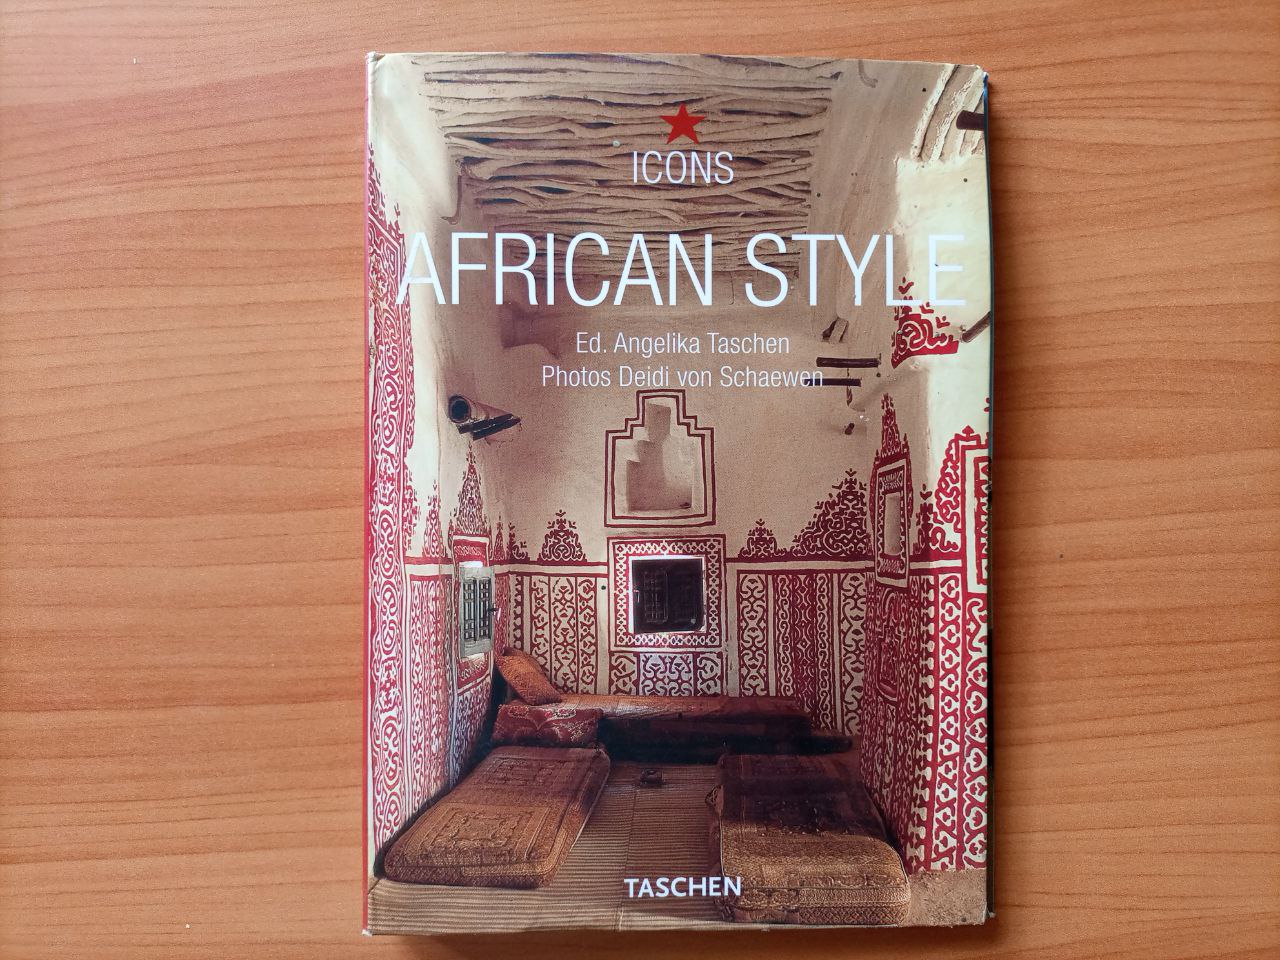 ICONS
AFRICAN STYLE
Ed. Angelika Taschen
Photos Deidi von Schaewen
TASCHEN